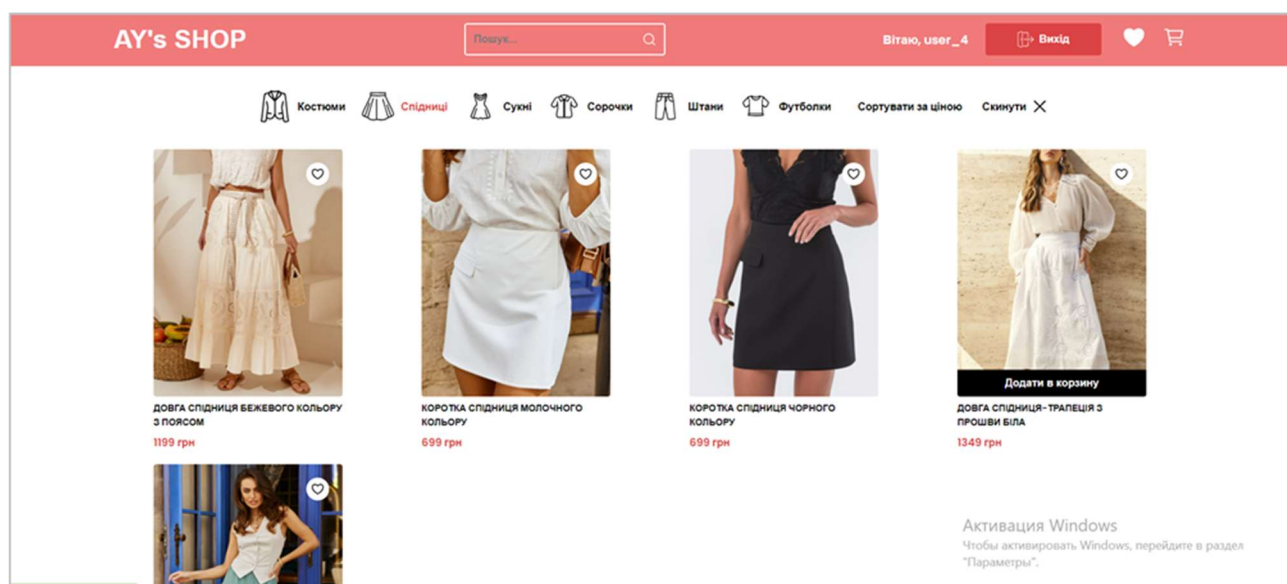 AY's SHOP
Пошук...
Вітаю, user_4
Вихід
Костюми
Спідниці
Сукні
Сорочки
Штани
Футболки
Сортувати за ціною
Скинути
ДОВГА СПІДНИЦЯ БЕЖЕВОГО КОЛЬОРУ
З ПОЯСОМ
1199 грн
КОРОТКА СПІДНИЦЯ МОЛОЧНОГО
КОЛЬОРУ
699 грн
КОРОТКА СПІДНИЦЯ ЧОРНОГО
КОЛЬОРУ
699 грн
Додати в корзину
ДОВГА СПІДНИЦЯ-ТРАПЕЦІЯ З
ПРОШВИ БІЛА
1349 грн
Активация Windows
Чтобы активировать Windows, перейдите в раздел
"Параметры".